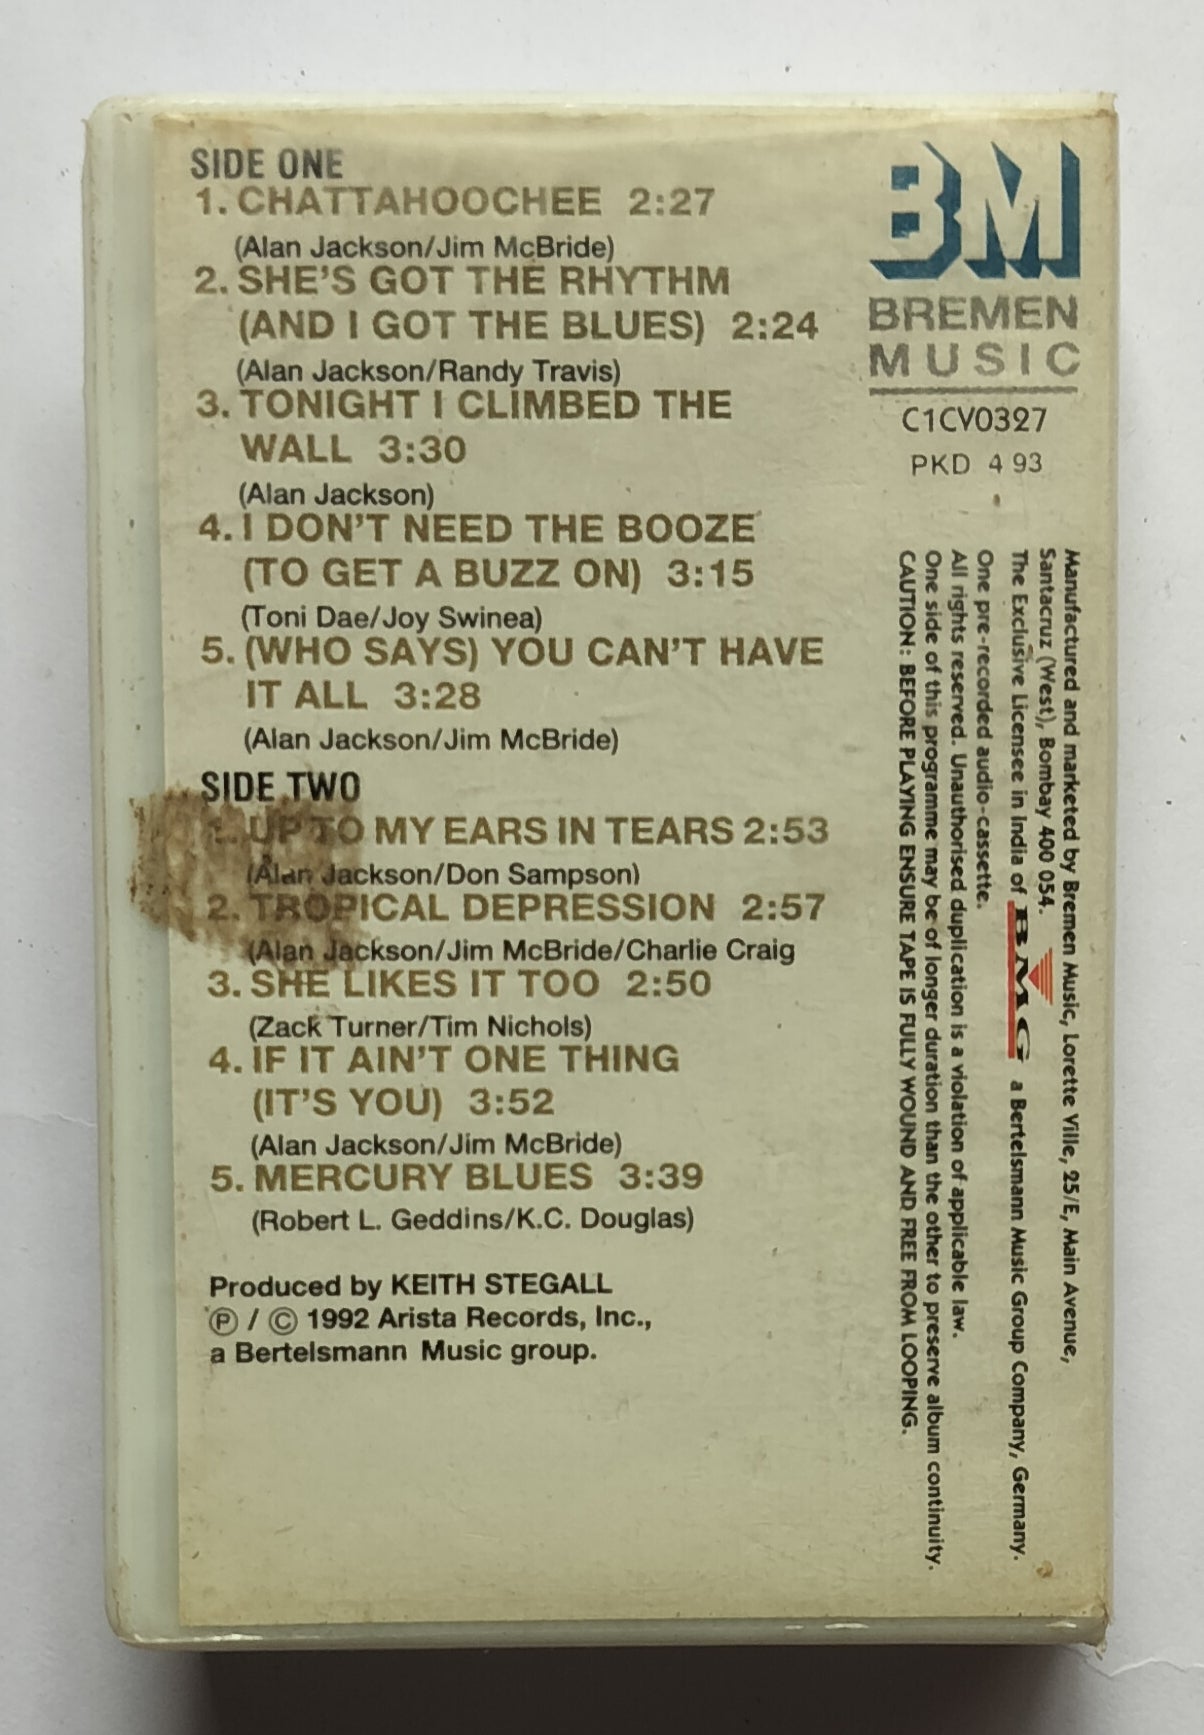 SIDE ONE
1. CHATTAHOOCHEE 2:27
(Alan Jackson/Jim McBride)
2. SHE'S GOT THE RHYTHM
(AND I GOT THE BLUES) 2:24
(Alan Jackson/Randy Travis)
3. TONIGHT I CLIMBED THE
WALL 3:30
(Alan Jackson)
4. I DON'T NEED THE BOOZE
(TO GET A BUZZ ON) 3:15
(Toni Dae/Joy Swinea)
5. (WHO SAYS) YOU CAN'T HAVE
IT ALL 3:28
(Alan Jackson/Jim McBride)
SIDE TWO
1. UP TO MY EARS IN TEARS 2:53
(Alan Jackson/Don Sampson)
2. TROPICAL DEPRESSION 2:57
(Alan Jackson/Jim McBride/Charlie Craig
3. SHE LIKES IT TOO 2:50
(Zack Turner/Tim Nichols)
4. IF IT AIN'T ONE THING
(IT'S YOU) 3:52
(Alan Jackson/Jim McBride)
5. MERCURY BLUES 3:39
(Robert L. Geddins/K.C. Douglas)
Produced by KEITH STEGALL
Ⓟ / © 1992 Arista Records, Inc.,
a Bertelsmann Music group.
BM
BREMEN
MUSIC
C1CV0327
PKD 4 93
Manufactured and marketed by Bremen Music, Lorette Ville, 25/E, Main Avenue,
Santacruz (West), Bombay 400 054.
The Exclusive Licensee in India of BMG a Bertelsmann Music Group Company, Germany.
One pre-recorded audio-cassette.
All rights reserved. Unauthorised duplication is a violation of applicable law.
One side of this programme may be of longer duration than the other to preserve album continuity.
CAUTION: BEFORE PLAYING ENSURE TAPE IS FULLY WOUND AND FREE FROM LOOPING.